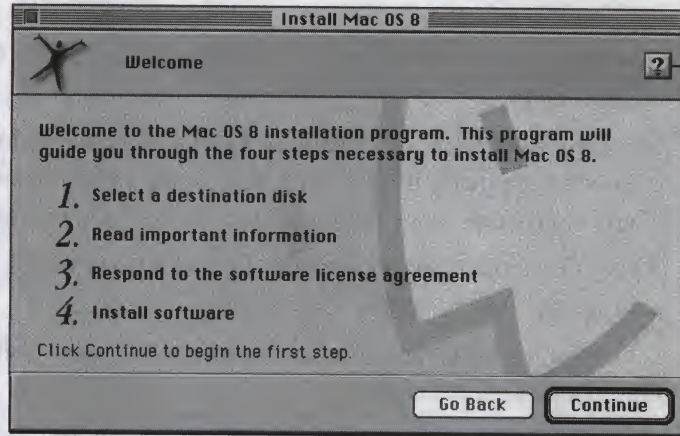 Install Mac OS 8
Welcome
?
Welcome to the Mac OS 8 installation program. This program will
guide you through the four steps necessary to install Mac OS 8.
1. Select a destination disk
2. Read important information
3. Respond to the software license agreement
4. Install software
Click Continue to begin the first step.
Go Back
Continue